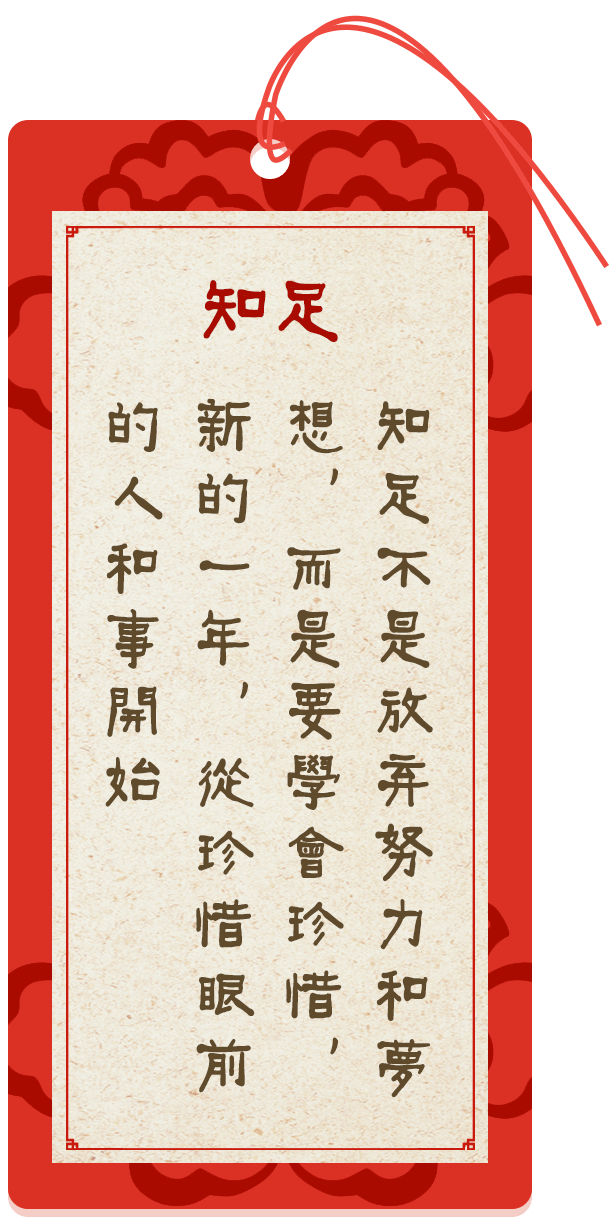 知足
知足不是放弃努力和夢
想，而是要學會珍惜，
新的一年，從珍惜眼前
的人和事開始